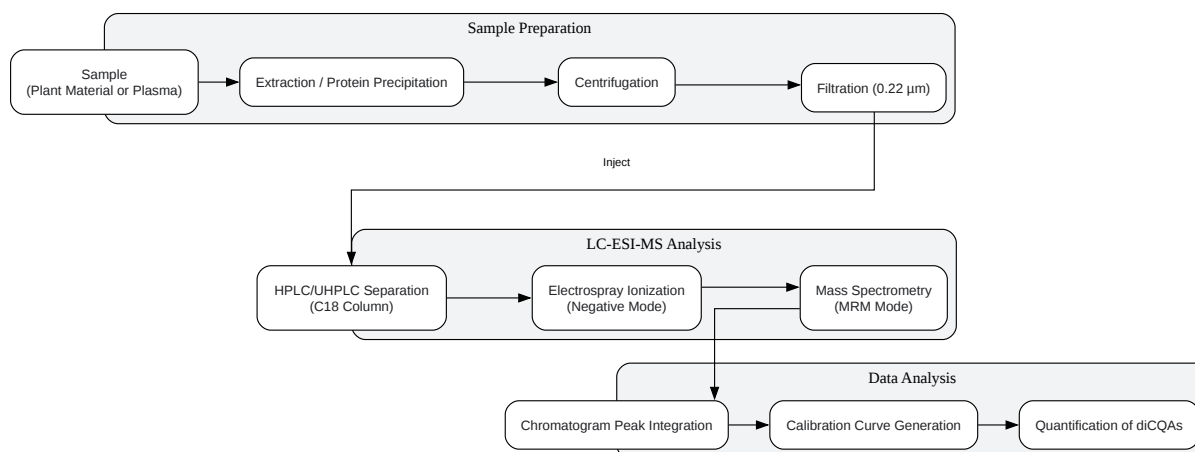 Sample Preparation
Sample
(Plant Material or Plasma)
Extraction / Protein Precipitation
Centrifugation
Filtration (0.22 µm)
Inject
LC-ESI-MS Analysis
HPLC/UHPLC Separation
(C18 Column)
Electrospray Ionization
(Negative Mode)
Mass Spectrometry
(MRM Mode)
Data Analysis
Chromatogram Peak Integration
Calibration Curve Generation
Quantification of diCQAs